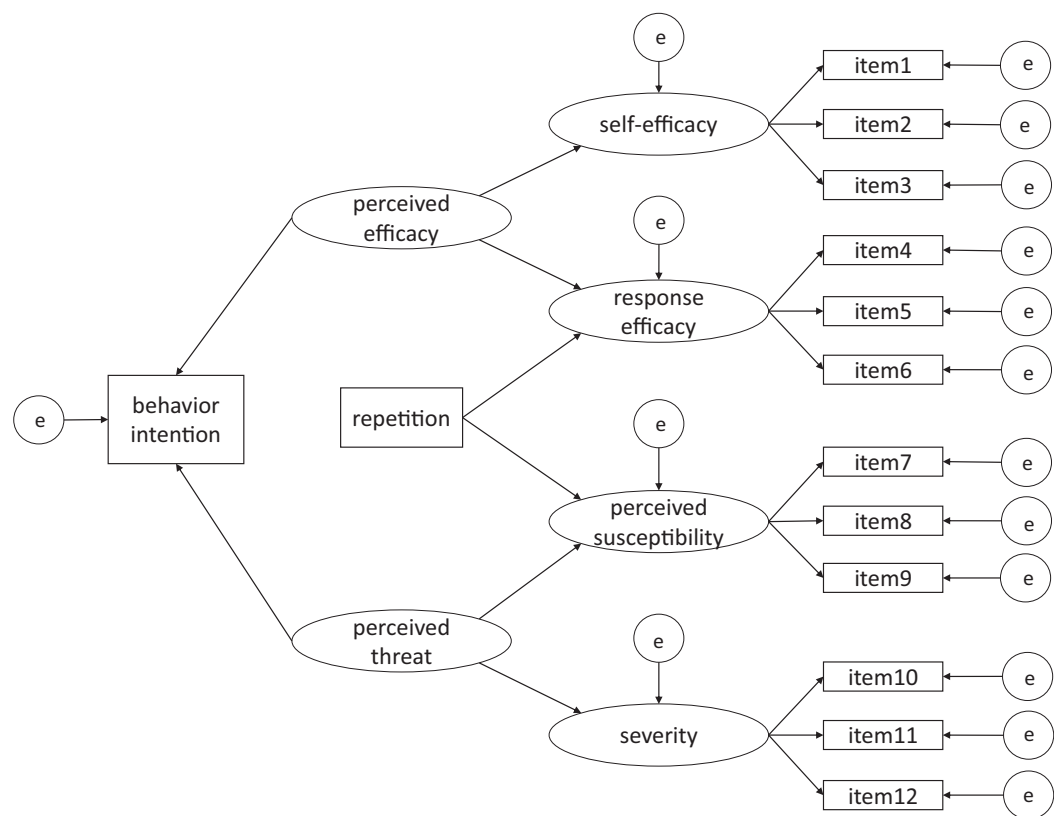 e
item1
e
item2
e
self-efficacy
item3
e
perceived
efficacy
e
item4
e
response
efficacy
item5
e
item6
e
e
behavior
intention
repetition
e
item7
e
perceived
susceptibility
item8
e
item9
e
perceived
threat
e
item10
e
severity
item11
e
item12
e